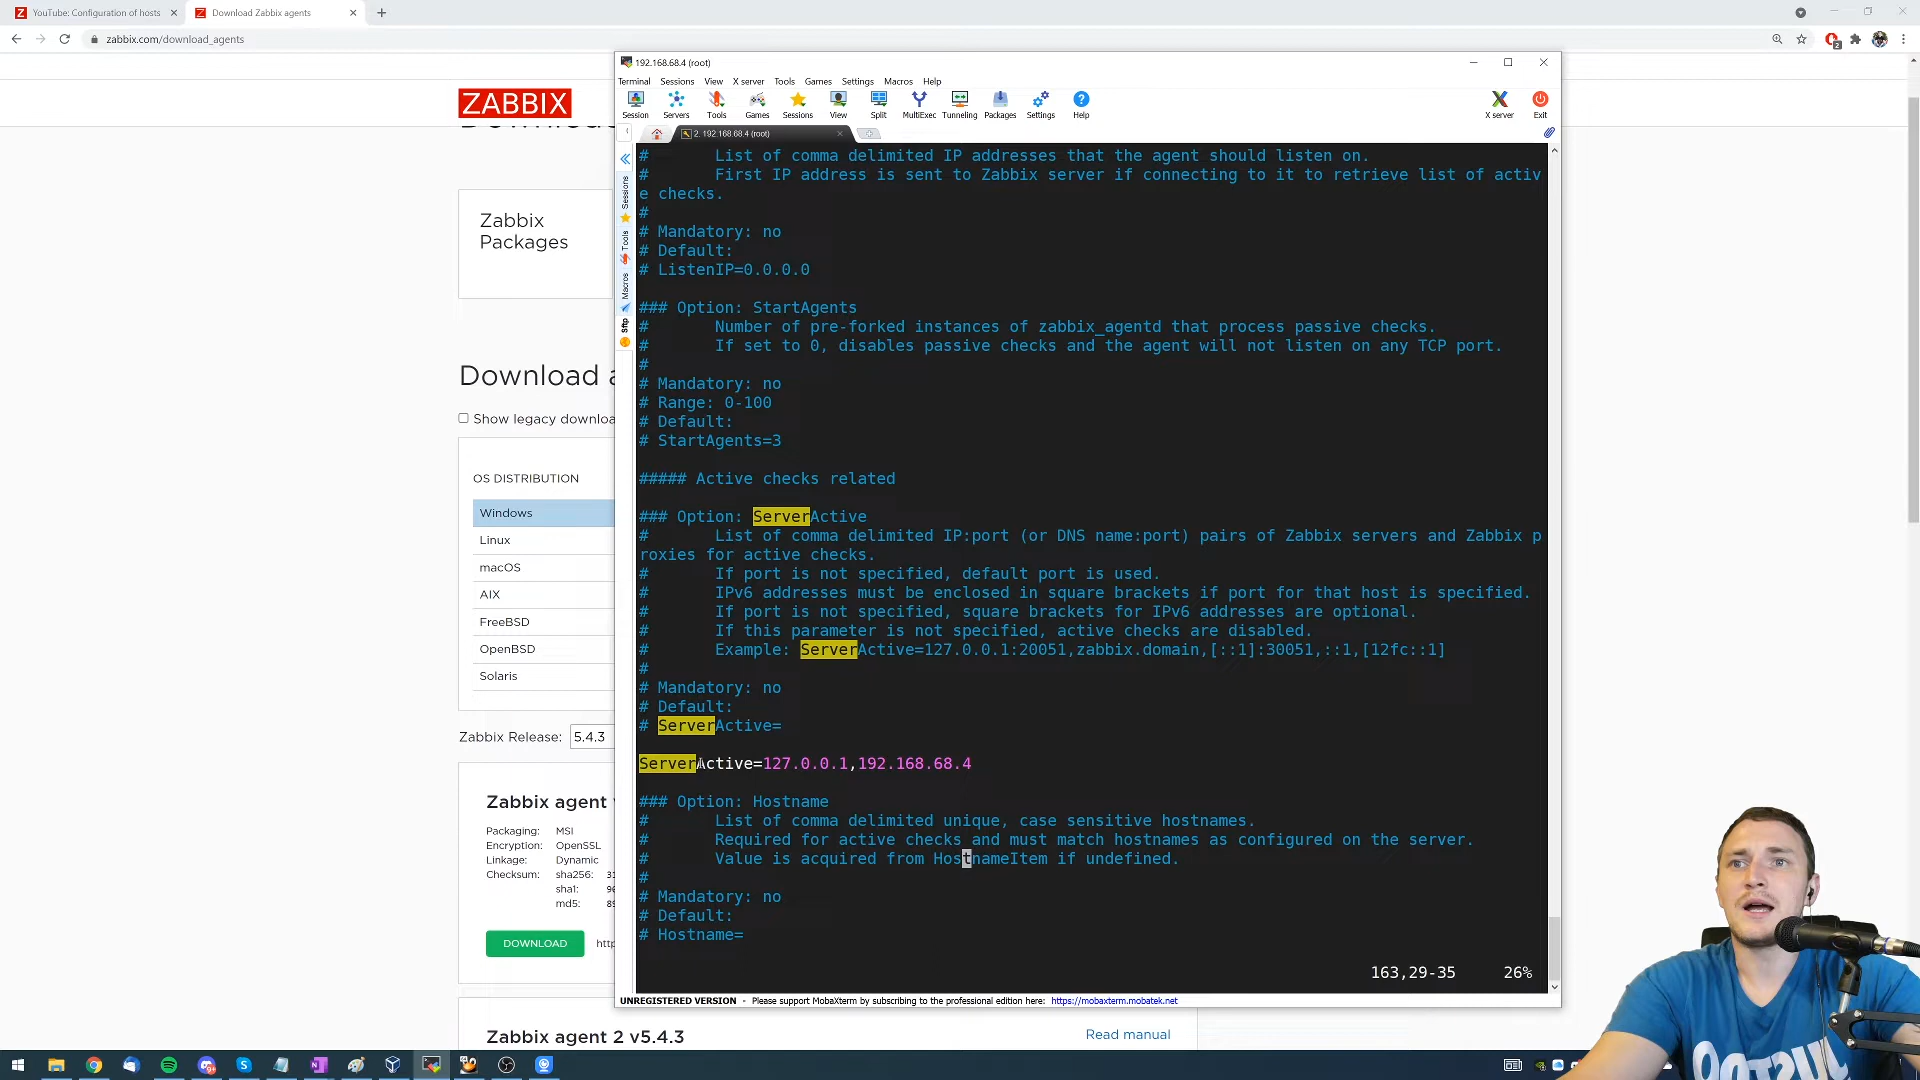 YouTube: Configuration of hosts
Download Zabbix agents
zabbix.com/download_agents
2
ZABBIX
Zabbix
Packages
Download a
Show legacy downloa
OS DISTRIBUTION
Windows
Linux
macOS
AIX
FreeBSD
OpenBSD
Solaris
Zabbix Release: 5.4.3
Zabbix agent
Packaging: MSI
Encryption: OpenSSL
Linkage: Dynamic
Checksum: sha256: 31
sha1: 96
md5: 89
DOWNLOAD http
Zabbix agent 2 v5.4.3
Read manual
192.168.68.4 (root)
Terminal Sessions View X server Tools Games Settings Macros Help
Session Servers Tools Games Sessions View Split MultiExec Tunneling Packages Settings Help X server Exit
2. 192.168.68.4 (root)
Sessions
Tools
Macros
Sftp
# List of comma delimited IP addresses that the agent should listen on.
# First IP address is sent to Zabbix server if connecting to it to retrieve list of activ
e checks.
#
# Mandatory: no
# Default:
# ListenIP=0.0.0.0
### Option: StartAgents
# Number of pre-forked instances of zabbix_agentd that process passive checks.
# If set to 0, disables passive checks and the agent will not listen on any TCP port.
#
# Mandatory: no
# Range: 0-100
# Default:
# StartAgents=3
##### Active checks related
### Option: ServerActive
# List of comma delimited IP:port (or DNS name:port) pairs of Zabbix servers and Zabbix p
roxies for active checks.
# If port is not specified, default port is used.
# IPv6 addresses must be enclosed in square brackets if port for that host is specified.
# If port is not specified, square brackets for IPv6 addresses are optional.
# If this parameter is not specified, active checks are disabled.
# Example: ServerActive=127.0.0.1:20051,zabbix.domain,[::1]:30051,::1,[12fc::1]
#
# Mandatory: no
# Default:
# ServerActive=
ServerActive=127.0.0.1,192.168.68.4
### Option: Hostname
# List of comma delimited unique, case sensitive hostnames.
# Required for active checks and must match hostnames as configured on the server.
# Value is acquired from HostnameItem if undefined.
#
# Mandatory: no
# Default:
# Hostname=
163,29-35 26%
UNREGISTERED VERSION - Please support MobaXterm by subscribing to the professional edition here: https://mobaxterm.mobatek.net